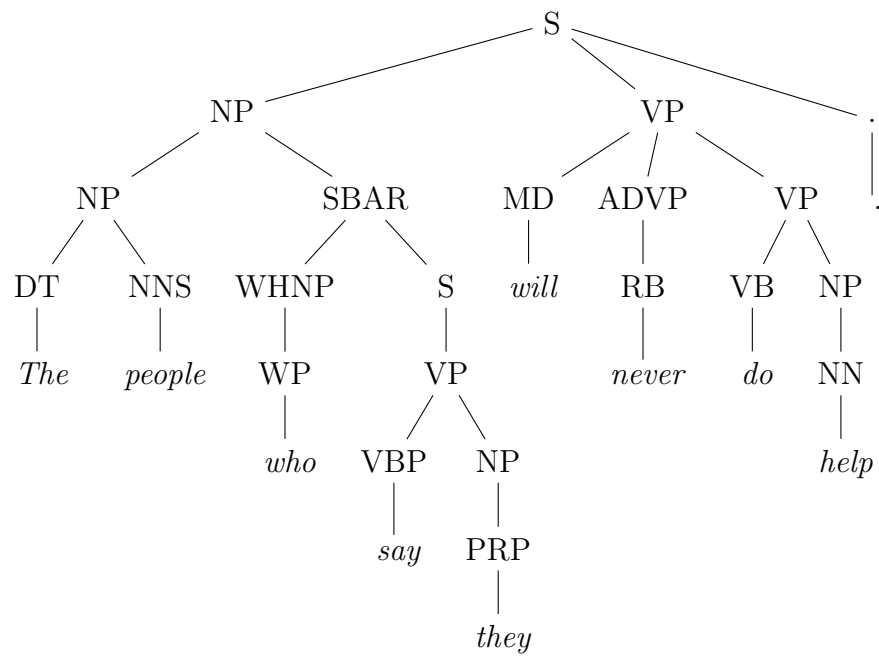 S
NP VP .
NP SBAR MD ADVP VP .
DT NNS WHNP S will RB VB NP
The people WP VP never do NN
who VBP NP help
say PRP
they